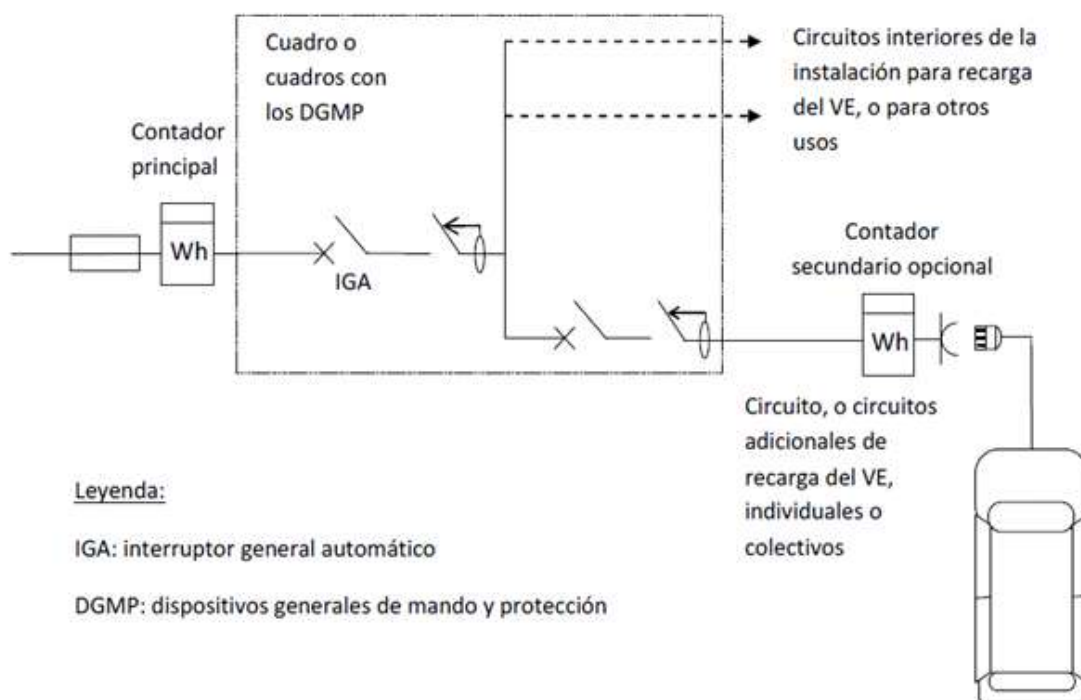 Cuadro o
cuadros con
los DGMP
Circuitos interiores de la
instalación para recarga
del VE, o para otros
usos
Contador
principal
Wh
IGA
Contador
secundario opcional
Wh
Circuito, o circuitos
adicionales de
recarga del VE,
individuales o
colectivos
Leyenda:
IGA: interruptor general automático
DGMP: dispositivos generales de mando y protección